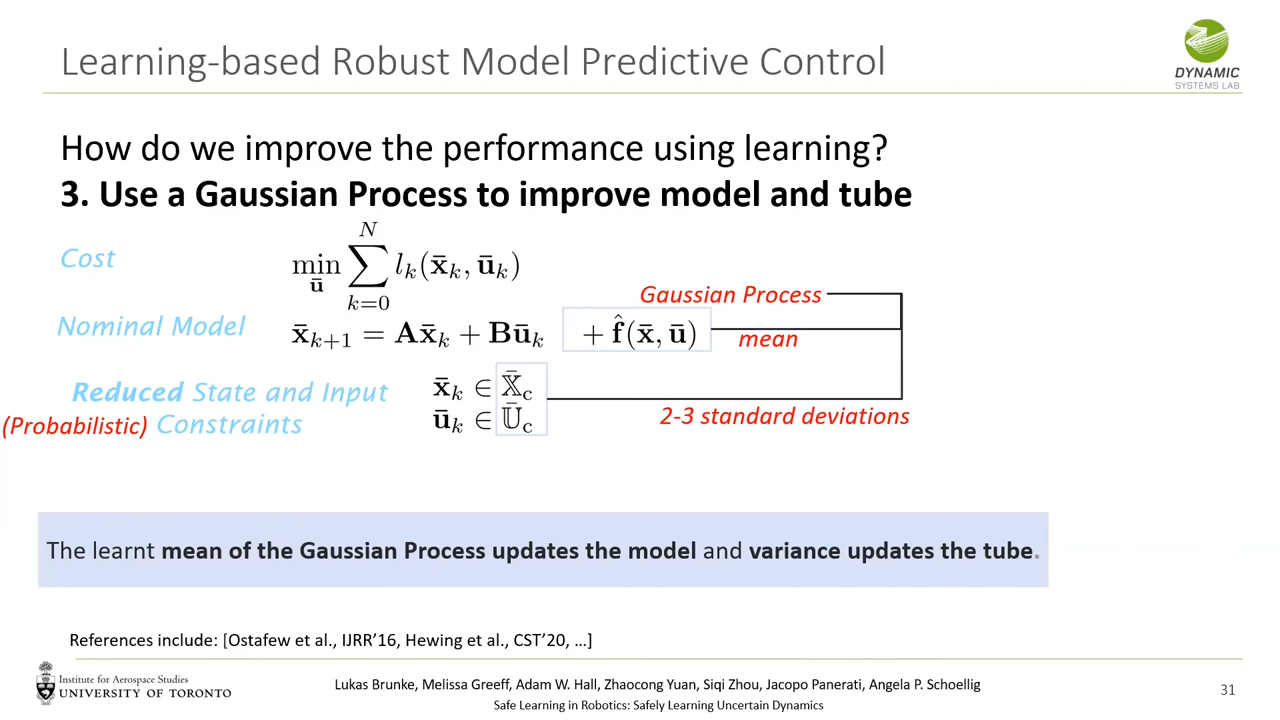 Learning-based Robust Model Predictive Control
DYNAMIC
SYSTEMS LAB
How do we improve the performance using learning?
3. Use a Gaussian Process to improve model and tube
Cost
min_ū ∑_{k=0}^{N} l_k(x̄_k, ū_k)
Gaussian Process
Nominal Model
x̄_{k+1} = Ax̄_k + Bū_k + f̂(x̄, ū)
mean
Reduced State and Input
x̄_k ∈ 𝕏̄_c
(Probabilistic) Constraints
ū_k ∈ 𝕌̄_c
2-3 standard deviations
The learnt mean of the Gaussian Process updates the model and variance updates the tube.
References include: [Ostafew et al., IJRR’16, Hewing et al., CST’20, …]
Institute for Aerospace Studies
UNIVERSITY OF TORONTO
Lukas Brunke, Melissa Greeff, Adam W. Hall, Zhaocong Yuan, Siqi Zhou, Jacopo Panerati, Angela P. Schoellig
Safe Learning in Robotics: Safely Learning Uncertain Dynamics
31